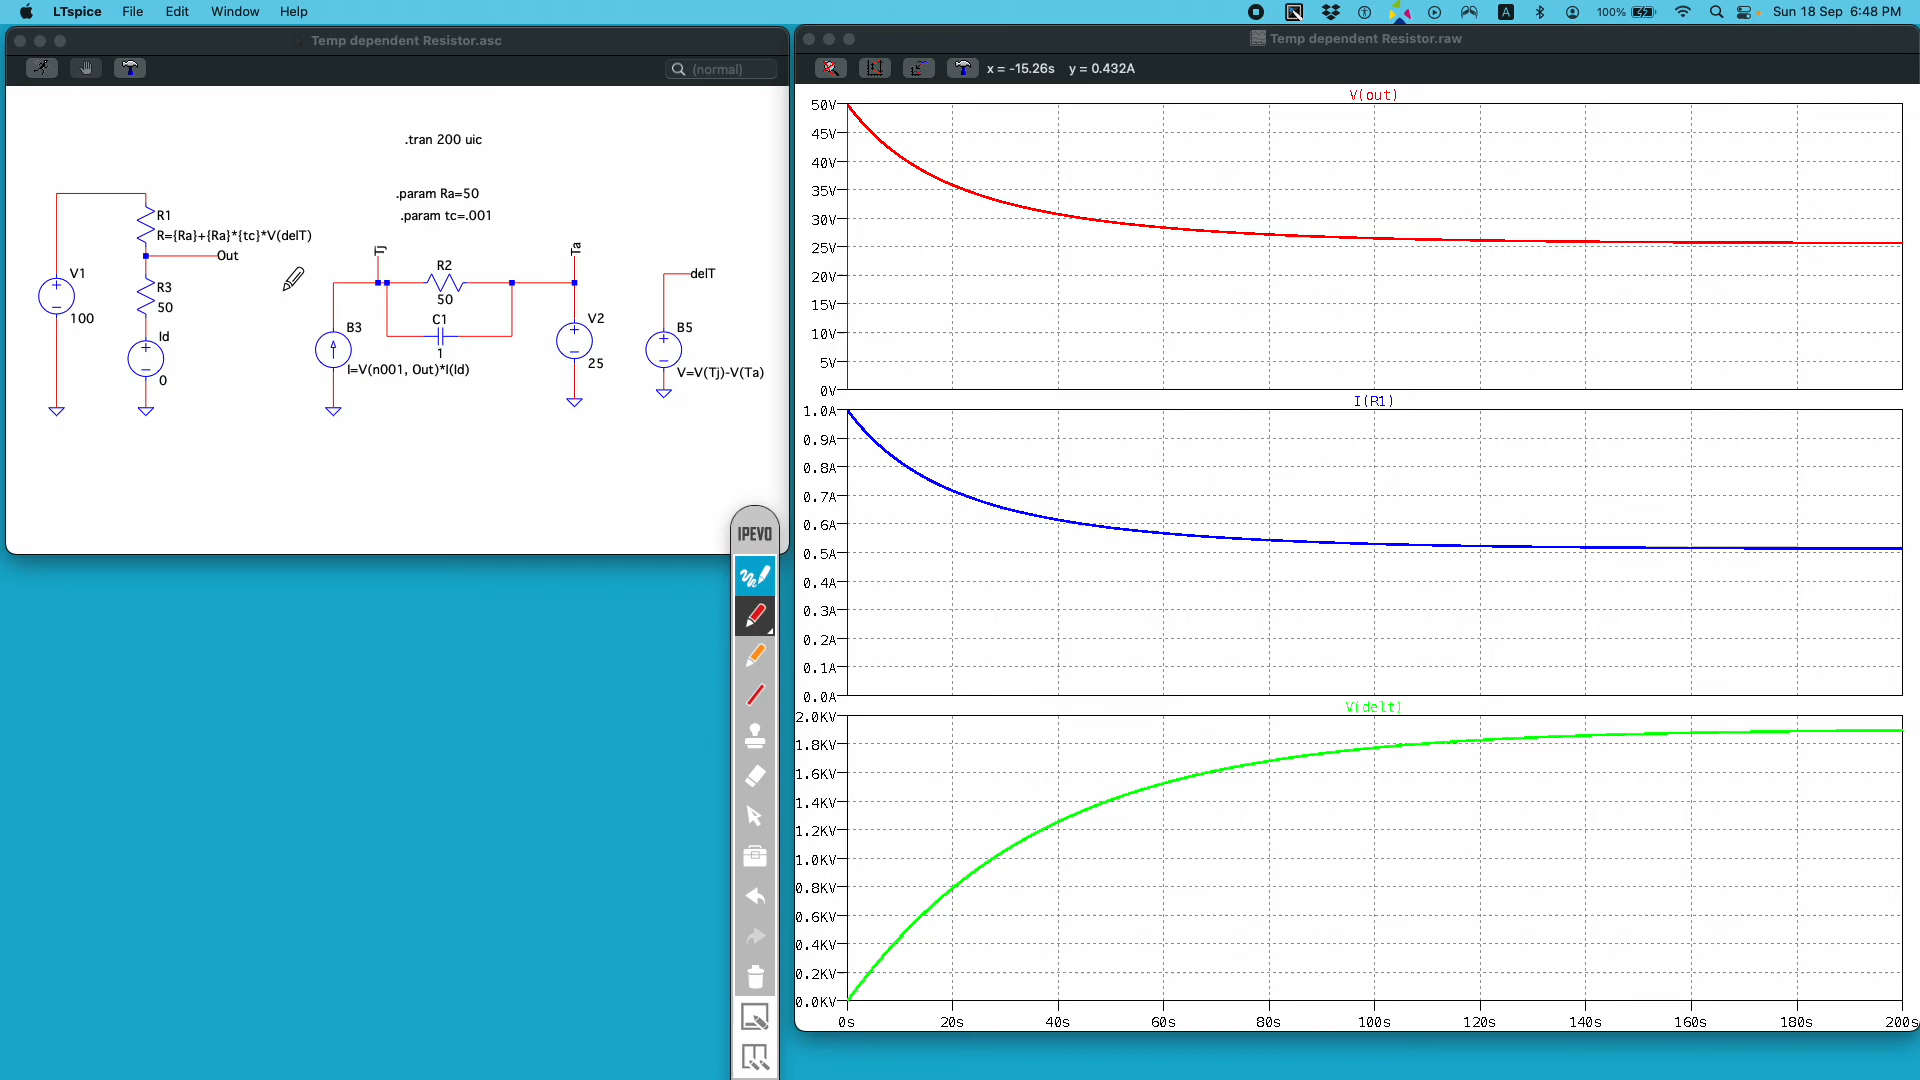 LTspice File Edit Window Help
A 100% Sun 18 Sep 6:48 PM
Temp dependent Resistor.asc
(normal)
.tran 200 uic
.param Ra=50
.param tc=.001
R1
R={Ra}+{Ra}*{tc}*V(delT)
Out
V1
100
R3
50
Id
0
Tj
R2
50
C1
1
Ta
B3
I=V(n001, Out)*I(Id)
V2
25
delT
B5
V=V(Tj)-V(Ta)
IPEVO
Temp dependent Resistor.raw
x = -15.26s y = 0.432A
V(out)
50V
45V
40V
35V
30V
25V
20V
15V
10V
5V
0V
I(R1)
1.0A
0.9A
0.8A
0.7A
0.6A
0.5A
0.4A
0.3A
0.2A
0.1A
0.0A
V(delt)
2.0KV
1.8KV
1.6KV
1.4KV
1.2KV
1.0KV
0.8KV
0.6KV
0.4KV
0.2KV
0.0KV
0s 20s 40s 60s 80s 100s 120s 140s 160s 180s 200s